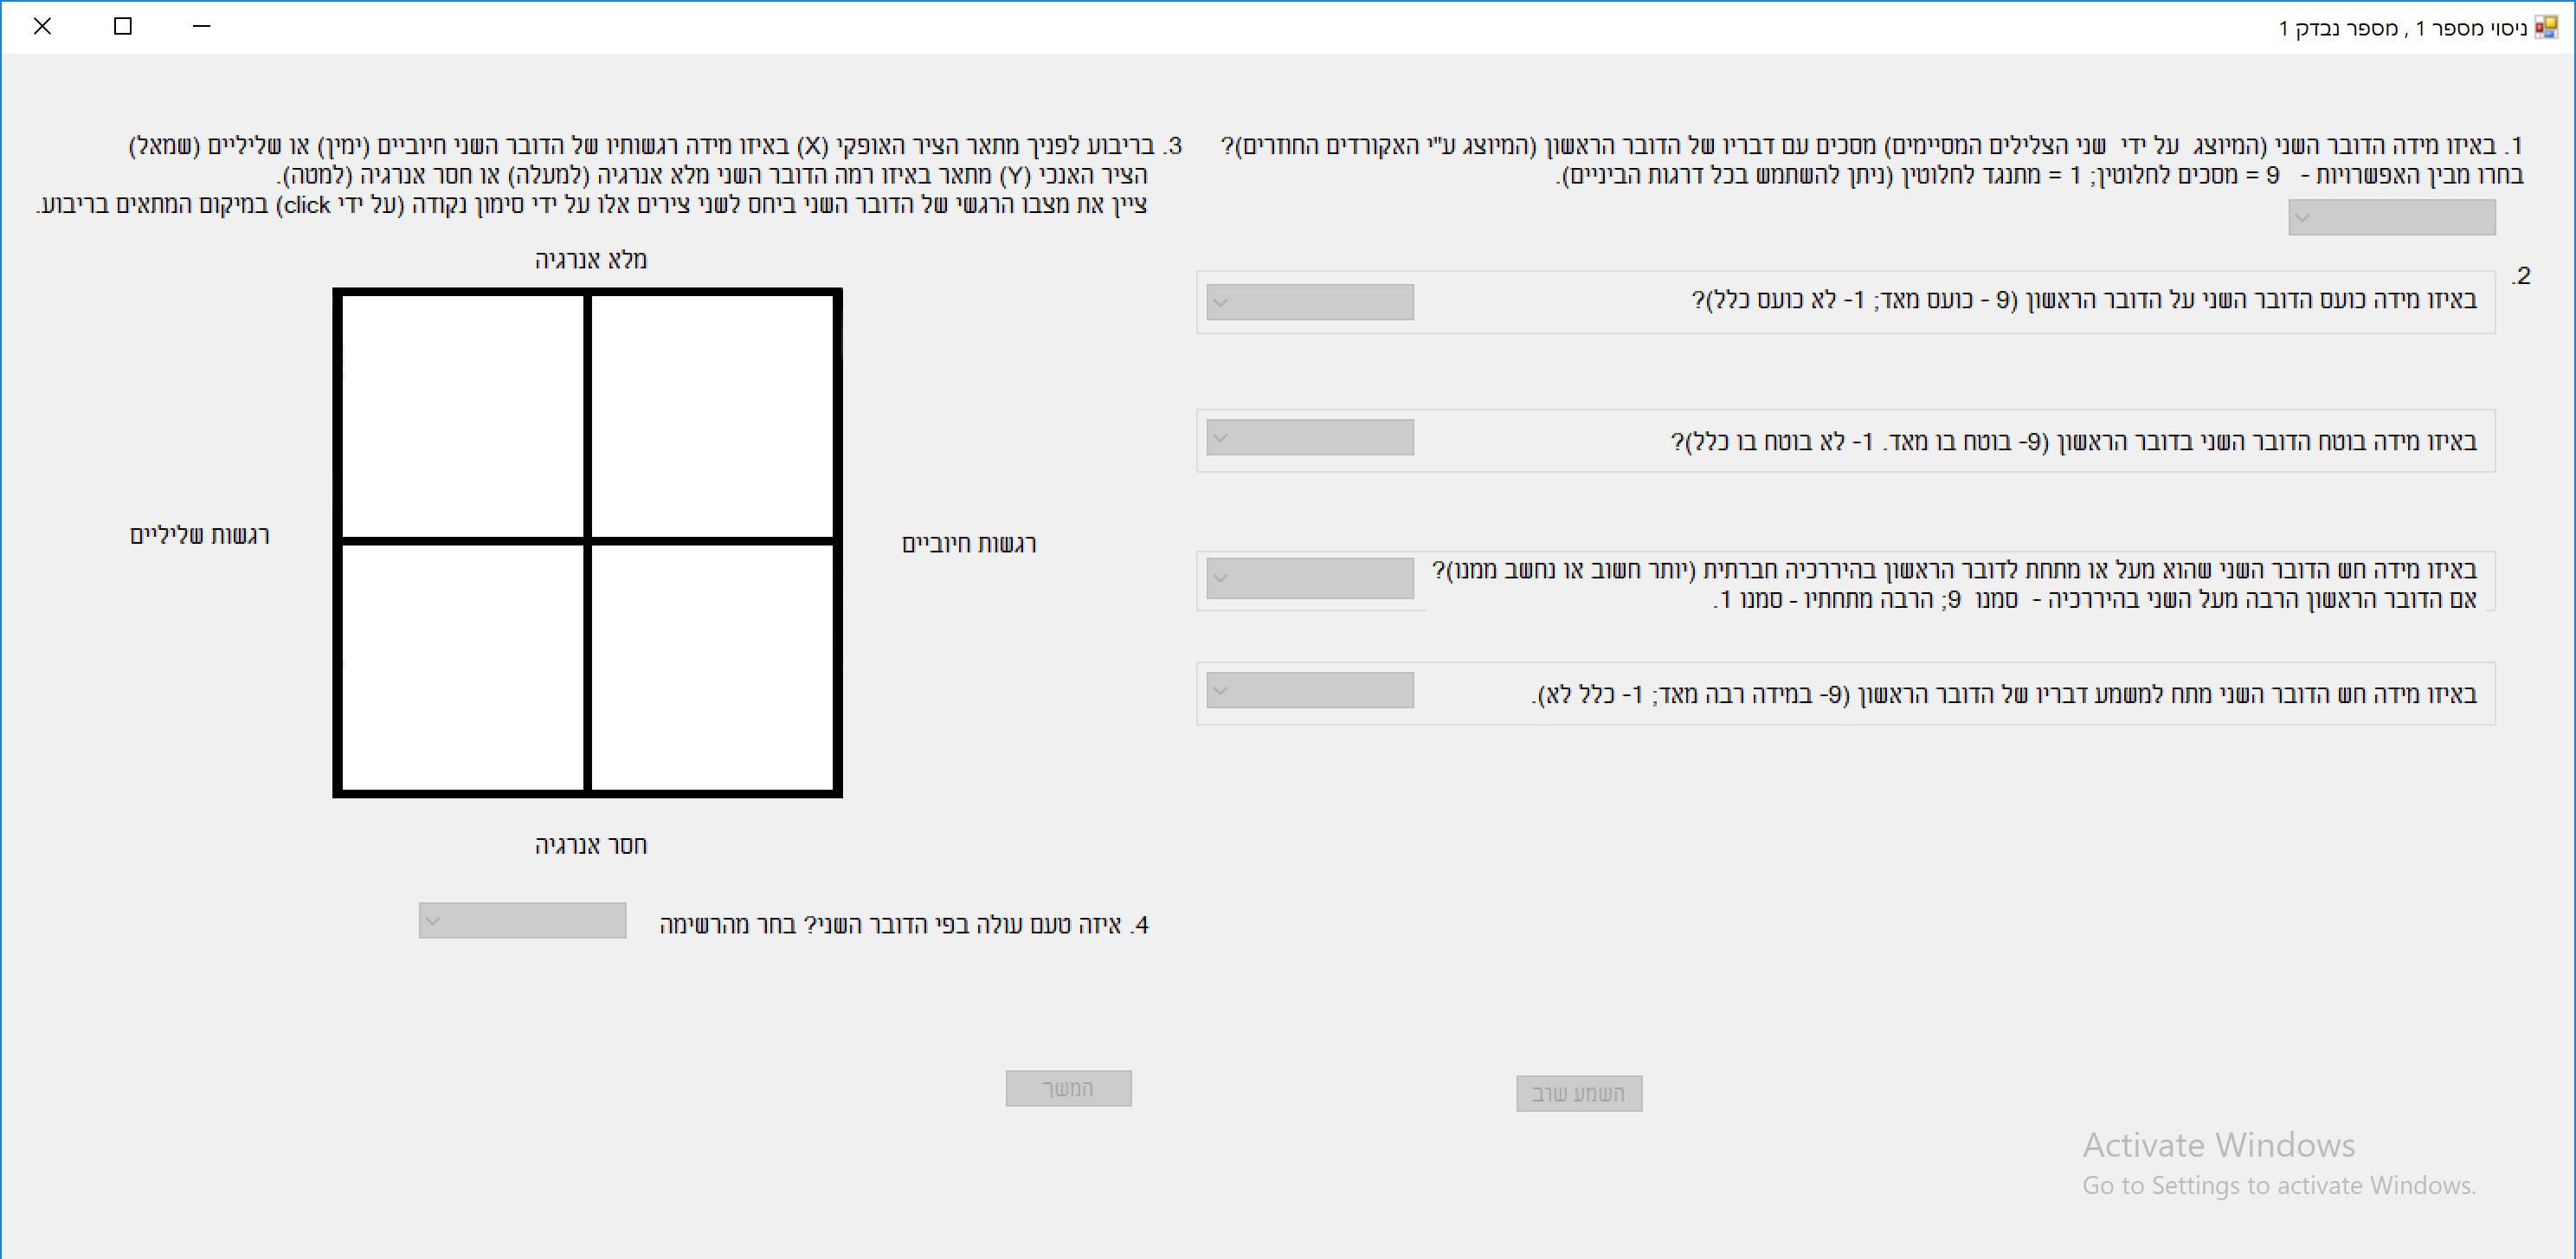 ניסוי מספר 1 , מספר נבדק 1
1. באיזו מידה הדובר השני (המיוצג על ידי שני הצלילים המסיימים) מסכים עם דבריו של הדובר הראשון (המיוצג ע"י האקורדים החוזרים)?
בחרו מבין האפשרויות - 9 = מסכים לחלוטין; 1 = מתנגד לחלוטין (ניתן להשתמש בכל דרגות הביניים).
2.
באיזו מידה כועס הדובר השני על הדובר הראשון (9 - כועס מאד; 1- לא כועס כלל)?
באיזו מידה בוטח הדובר השני בדובר הראשון (9- בוטח בו מאד. 1- לא בוטח בו כלל)?
באיזו מידה חש הדובר השני שהוא מעל או מתחת לדובר הראשון בהיררכיה חברתית (יותר חשוב או נחשב ממנו)?
אם הדובר הראשון הרבה מעל השני בהיררכיה - סמנו 9; הרבה מתחתיו - סמנו 1.
באיזו מידה חש הדובר השני מתח למשמע דבריו של הדובר הראשון (9- במידה רבה מאד; 1- כלל לא).
3. בריבוע לפניך מתאר הציר האופקי (X) באיזו מידה רגשותיו של הדובר השני חיוביים (ימין) או שליליים (שמאל)
הציר האנכי (Y) מתאר באיזו רמה הדובר השני מלא אנרגיה (למעלה) או חסר אנרגיה (למטה).
ציין את מצבו הרגשי של הדובר השני ביחס לשני צירים אלו על ידי סימון נקודה (על ידי click) במיקום המתאים בריבוע.
מלא אנרגיה
רגשות חיוביים
רגשות שליליים
חסר אנרגיה
4. איזה טעם עולה בפי הדובר השני? בחר מהרשימה
השמע שוב
המשך
Activate Windows
Go to Settings to activate Windows.